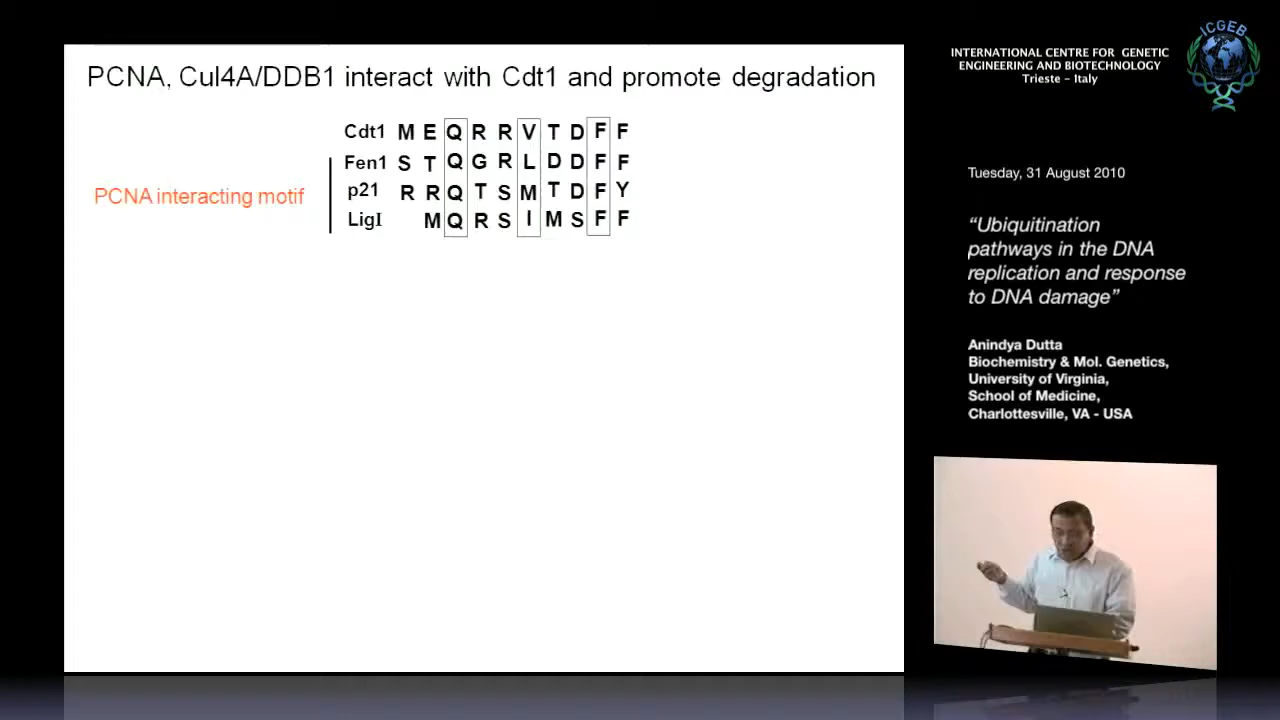 PCNA, Cul4A/DDB1 interact with Cdt1 and promote degradation
Cdt1 M E Q R R V T D F F
Fen1 S T Q G R L D D F F
p21 R R Q T S M T D F Y
LigI M Q R S I M S F F
PCNA interacting motif
ICGEB
INTERNATIONAL CENTRE FOR GENETIC
ENGINEERING AND BIOTECHNOLOGY
Trieste - Italy
Tuesday, 31 August 2010
“Ubiquitination
pathways in the DNA
replication and response
to DNA damage”
Anindya Dutta
Biochemistry & Mol. Genetics,
University of Virginia,
School of Medicine,
Charlottesville, VA - USA